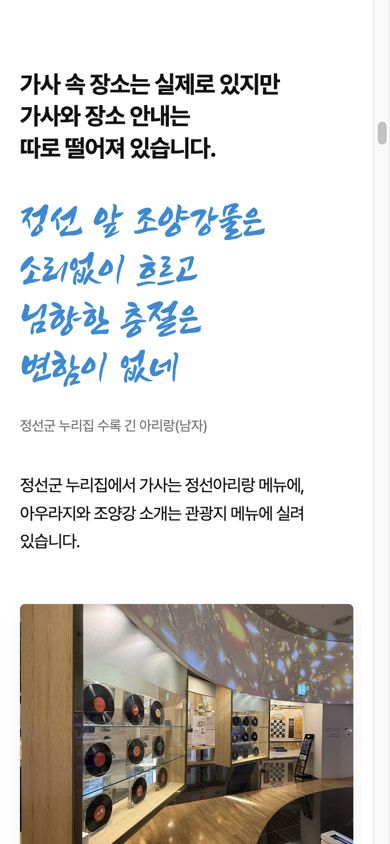 가사 속 장소는 실제로 있지만
가사와 장소 안내는
따로 떨어져 있습니다.
정선 앞 조양강물은
소리없이 흐르고
님향한 충절은
변함이 없네
정선군 누리집 수록 긴 아리랑(남자)
정선군 누리집에서 가사는 정선아리랑 메뉴에,
아우라지와 조양강 소개는 관광지 메뉴에 실려
있습니다.